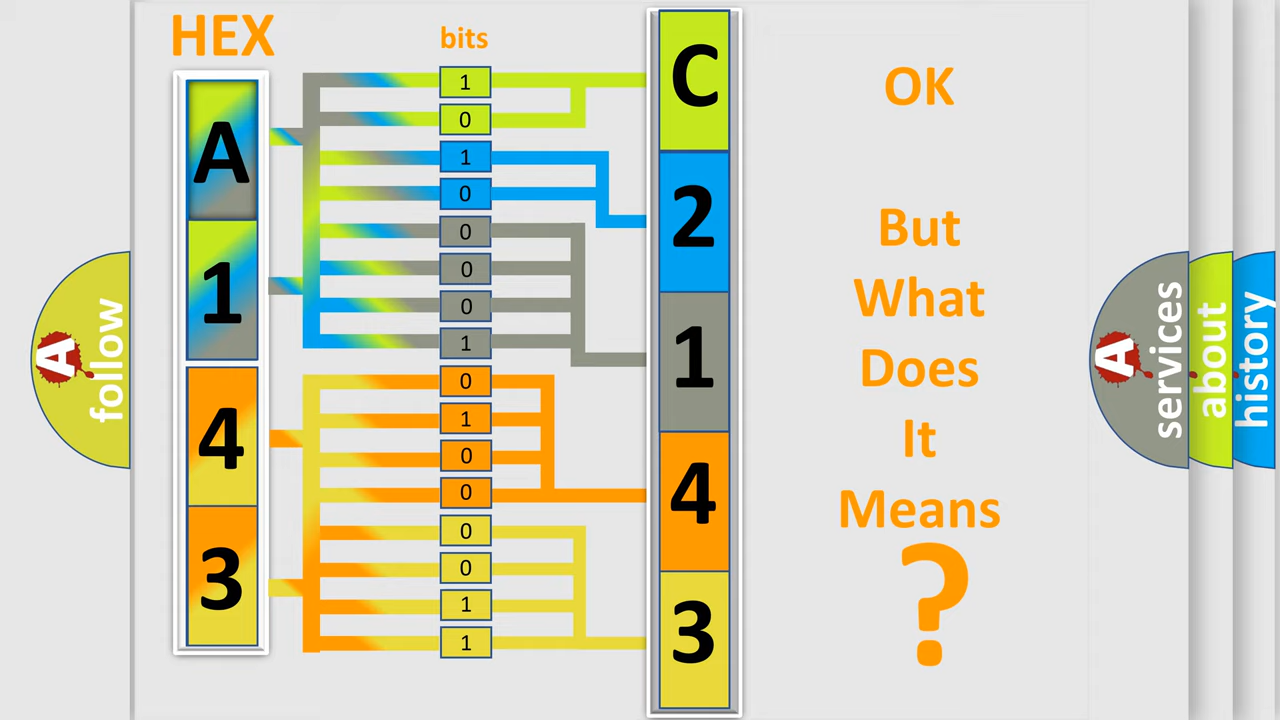 HEX
bits
A
1
4
3
1
0
1
0
0
0
0
1
0
1
0
0
0
0
1
1
C
2
1
4
3
OK
But
What
Does
It
Means
?
A
follow
A
services
about
history